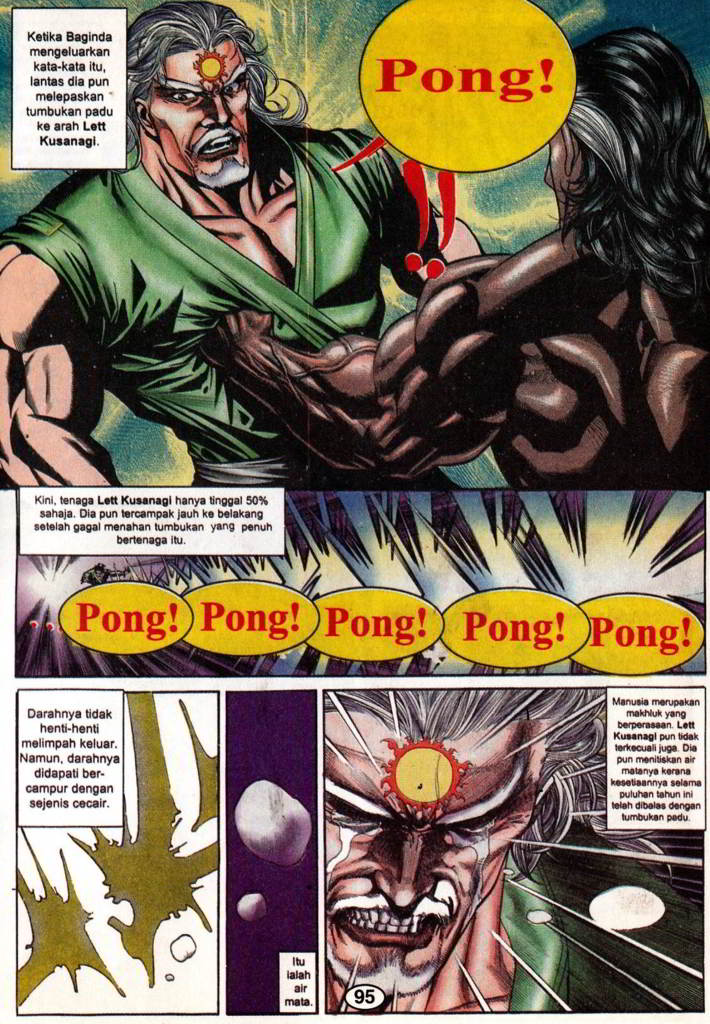 Ketika Baginda
mengeluarkan
kata-kata itu,
lantas dia pun
melepaskan
tumbukan padu
ke arah Lett
Kusanagi.
Pong!
!!
Kini, tenaga Lett Kusanagi hanya tinggal 50%
sahaja. Dia pun tercampak jauh ke belakang
setelah gagal menahan tumbukan yang penuh
bertenaga itu.
Pong! Pong! Pong! Pong! Pong!
Darahnya tidak
henti-henti
melimpah keluar.
Namun, darahnya
didapati ber-
campur dengan
sejenis cecair.
Itu
ialah
air
mata.
Manusia merupakan
makhluk yang
berperasaan. Lett
Kusanagi pun tidak
terkecuali juga. Dia
pun menitiskan air
matanya kerana
kesetiaannya selama
puluhan tahun ini
telah dibalas dengan
tumbukan padu.
95